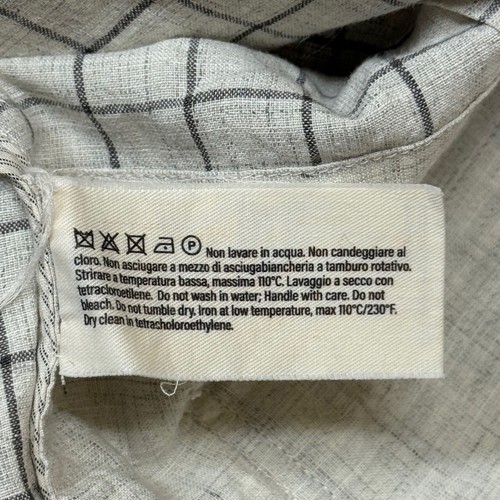 P Non lavare in acqua. Non candeggiare al
cloro. Non asciugare a mezzo di asciugabiancheria a tamburo rotativo.
Strirare a temperatura bassa, massima 110°C. Lavaggio a secco con
tetracloroetilene. Do not wash in water; Handle with care. Do not
bleach. Do not tumble dry. Iron at low temperature, max 110°C/230°F.
Dry clean in tetrascholoroethylene.